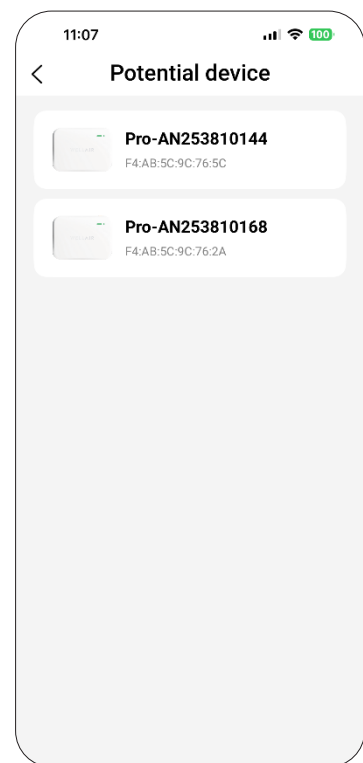 11:07
100
Potential device
Pro-AN253810144
F4:AB:5C:9C:76:5C
Pro-AN253810168
F4:AB:5C:9C:76:2A